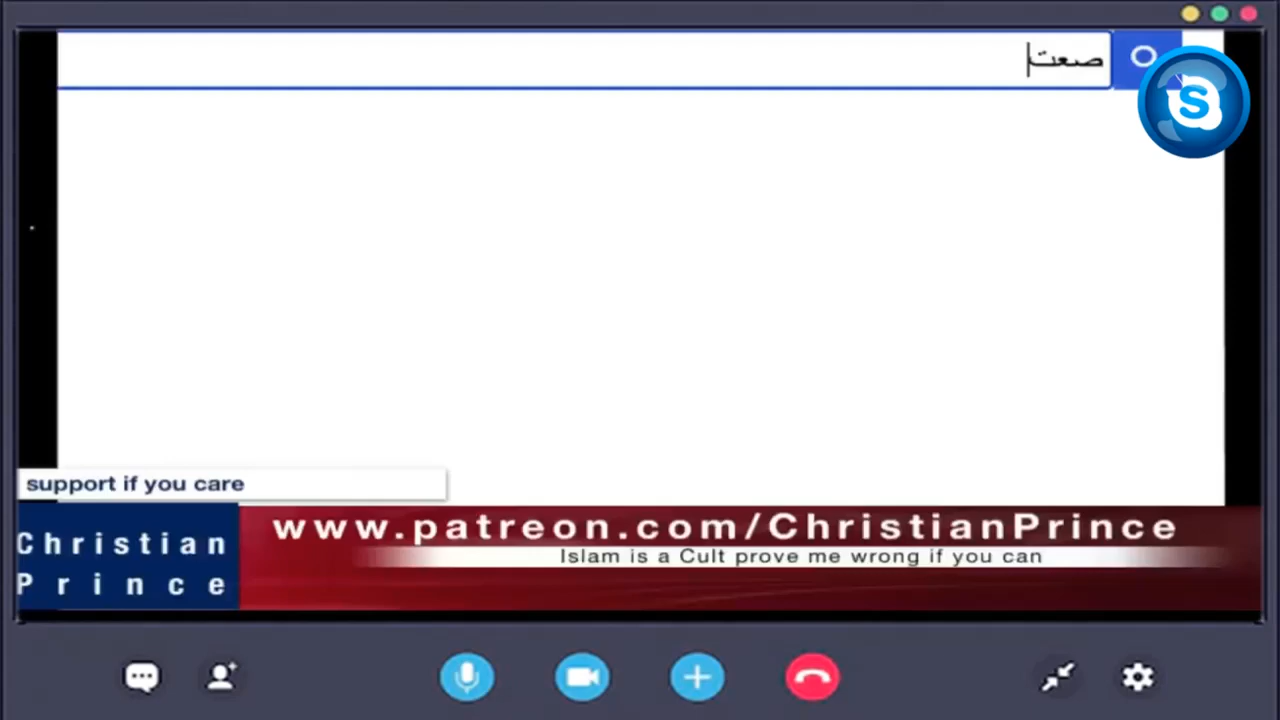 صعت
S
support if you care
Christian
Prince
www.patreon.com/ChristianPrince
Islam is a Cult prove me wrong if you can